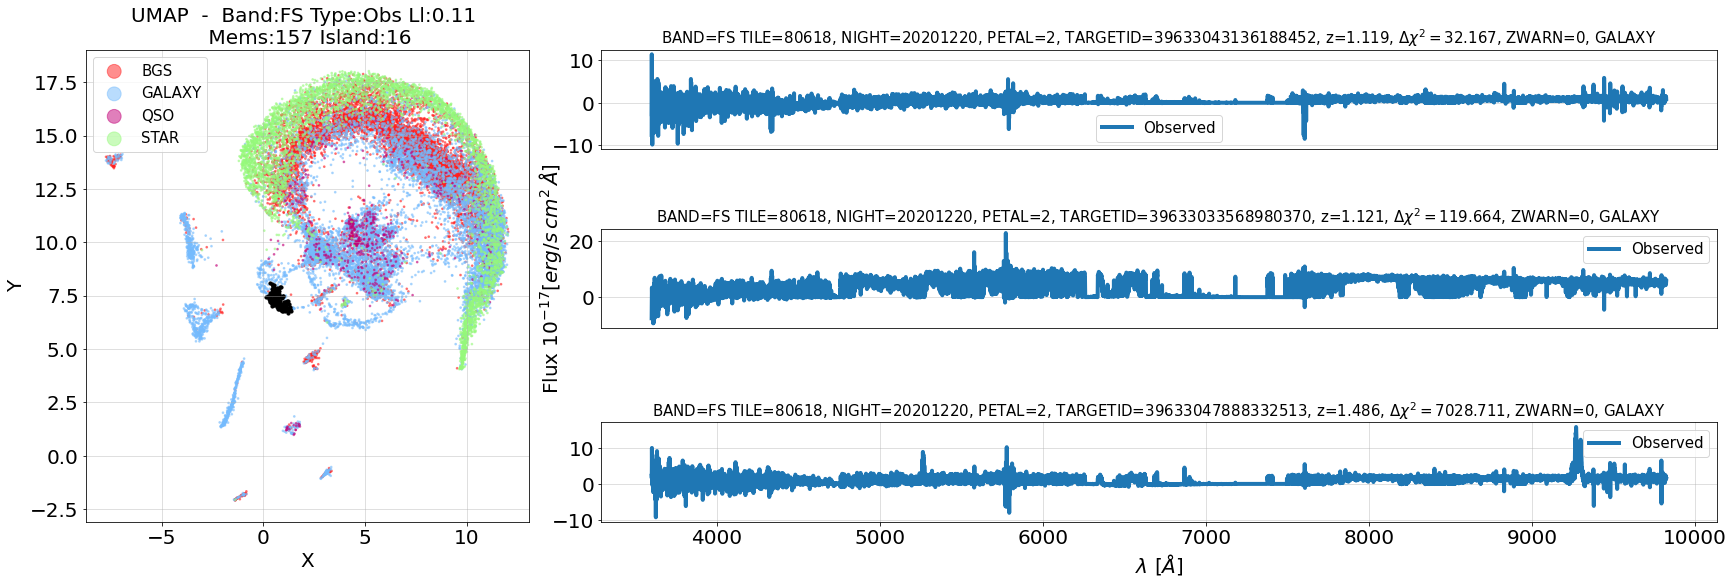 UMAP - Band:FS Type:Obs Ll:0.11
Mems:157 Island:16
BGS
GALAXY
QSO
STAR
17.5
15.0
12.5
10.0
7.5
5.0
2.5
0.0
−2.5
Y
−5
0
5
10
X
Flux 10⁻¹⁷[erg/s cm² Å]
BAND=FS TILE=80618, NIGHT=20201220, PETAL=2, TARGETID=39633043136188452, z=1.119, Δχ² = 32.167, ZWARN=0, GALAXY
10
0
−10
Observed
BAND=FS TILE=80618, NIGHT=20201220, PETAL=2, TARGETID=39633033568980370, z=1.121, Δχ² = 119.664, ZWARN=0, GALAXY
20
0
Observed
BAND=FS TILE=80618, NIGHT=20201220, PETAL=2, TARGETID=39633047888332513, z=1.486, Δχ² = 7028.711, ZWARN=0, GALAXY
10
0
−10
Observed
4000
5000
6000
7000
8000
9000
10000
λ [Å]